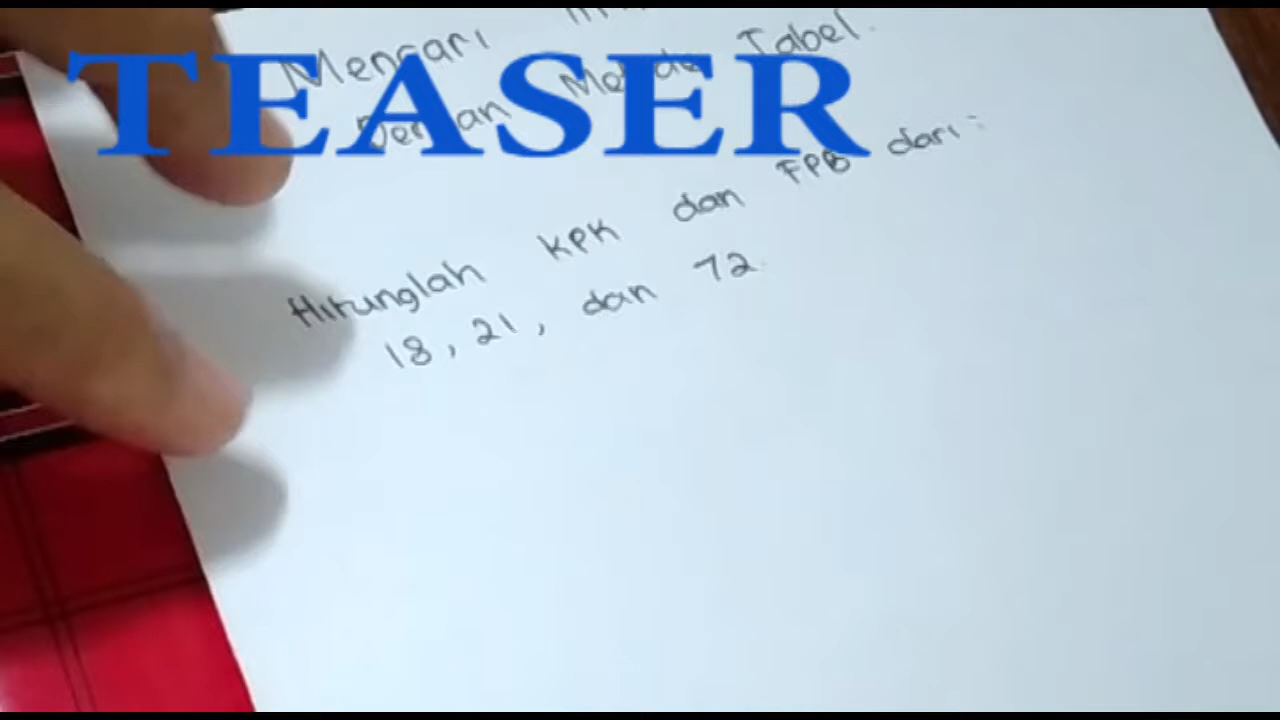 TEASER
Mencari
Dengan Metode Tabel.
Hitunglah KPK dan FPB dari :
18, 21, dan 72.